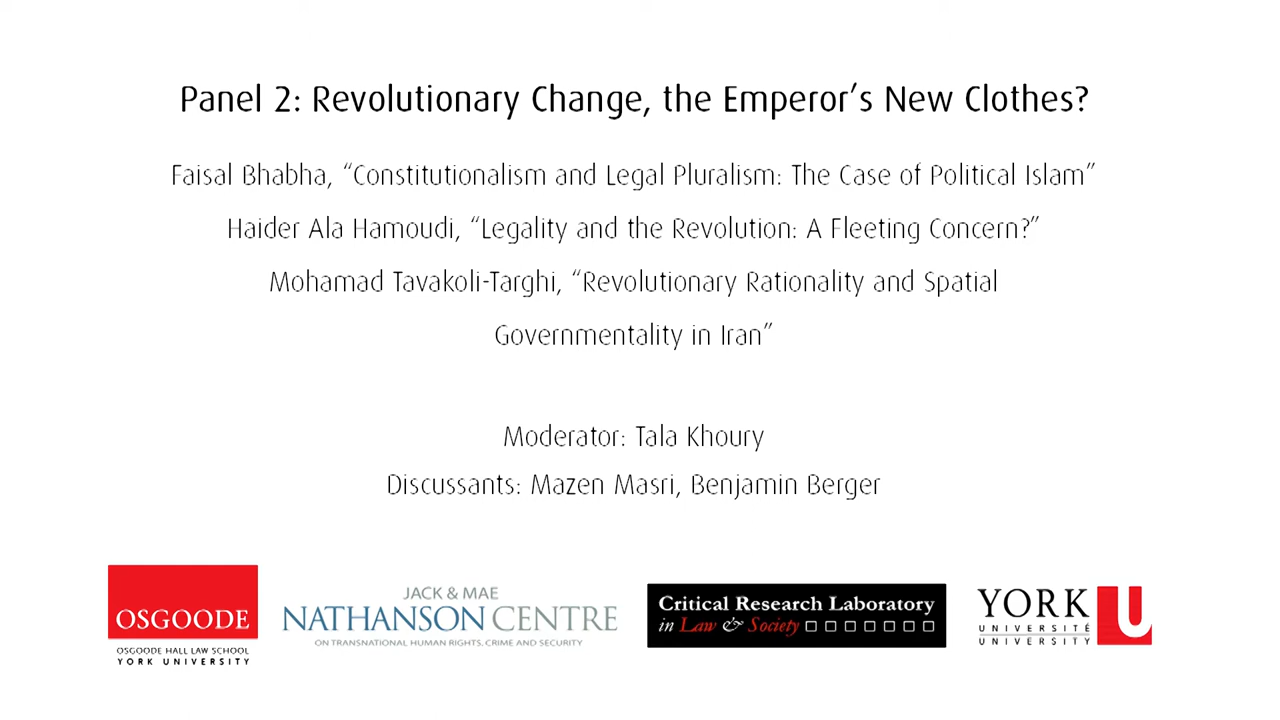 Panel 2: Revolutionary Change, the Emperor's New Clothes?
Faisal Bhabha, “Constitutionalism and Legal Pluralism: The Case of Political Islam”
Haider Ala Hamoudi, “Legality and the Revolution: A Fleeting Concern?”
Mohamad Tavakoli-Targhi, “Revolutionary Rationality and Spatial
Governmentality in Iran”
Moderator: Tala Khoury
Discussants: Mazen Masri, Benjamin Berger
OSGOODE
OSGOODE HALL LAW SCHOOL
YORK UNIVERSITY
JACK & MAE
NATHANSON CENTRE
ON TRANSNATIONAL HUMAN RIGHTS, CRIME AND SECURITY
Critical Research Laboratory
in Law & Society
YORK U
UNIVERSITÉ
UNIVERSITY